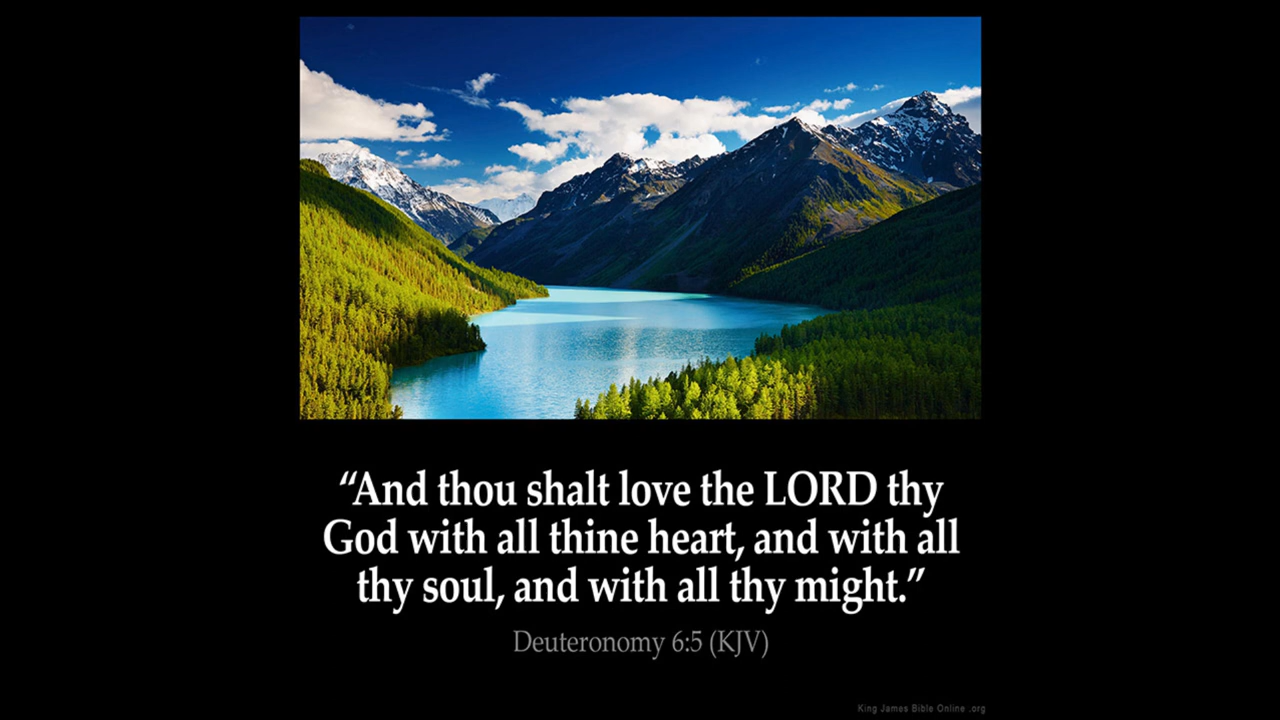 “And thou shalt love the LORD thy
God with all thine heart, and with all
thy soul, and with all thy might.”
Deuteronomy 6:5 (KJV)
King James Bible Online .org